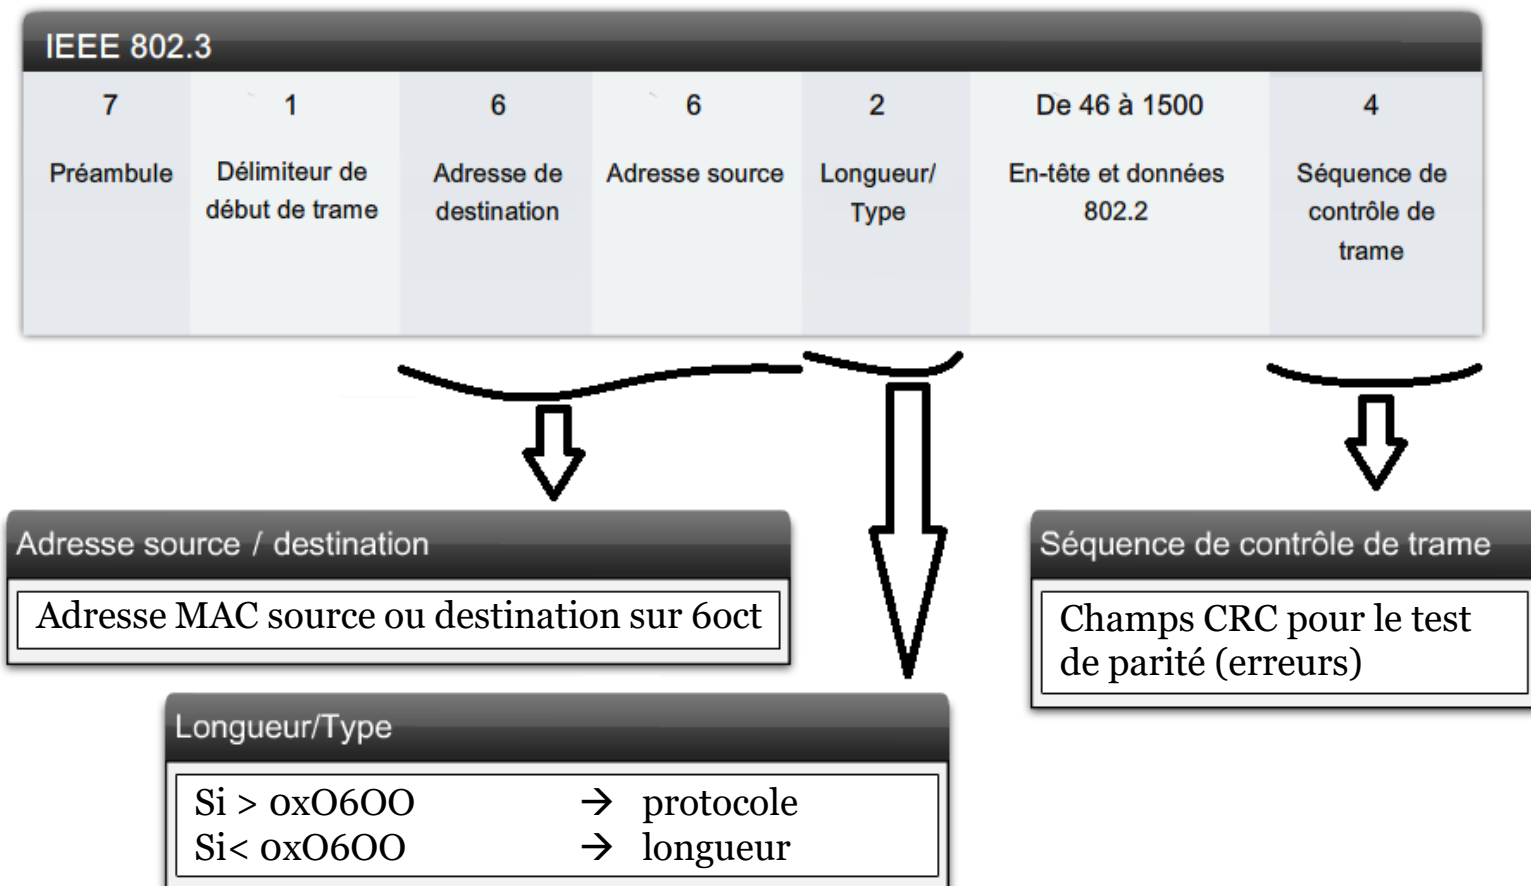 IEEE 802.3
7 1 6 6 2 De 46 à 1500 4
Préambule
Délimiteur de
début de trame
Adresse de
destination
Adresse source
Longueur/
Type
En-tête et données
802.2
Séquence de
contrôle de
trame
Adresse source / destination
Adresse MAC source ou destination sur 6oct
Séquence de contrôle de trame
Champs CRC pour le test
de parité (erreurs)
Longueur/Type
Si > 0xO6OO → protocole
Si< 0xO6OO → longueur